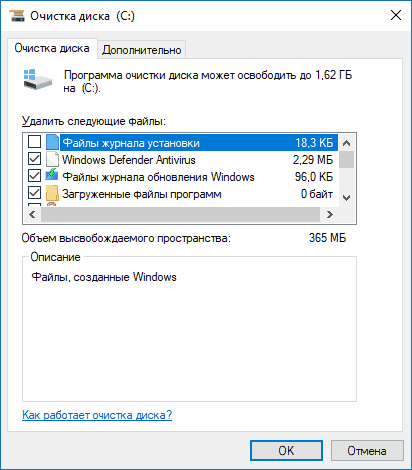 Очистка диска  (C:)
Очистка диска
Дополнительно
Программа очистки диска может освободить до 1,62 ГБ
на  (C:).
Удалить следующие файлы:
Файлы журнала установки 18,3 КБ
Windows Defender Antivirus 2,29 МБ
Файлы журнала обновления Windows 96,0 КБ
Загруженные файлы программ 0 байт
Объем высвобождаемого пространства: 365 МБ
Описание
Файлы, созданные Windows
Как работает очистка диска?
OK
Отмена